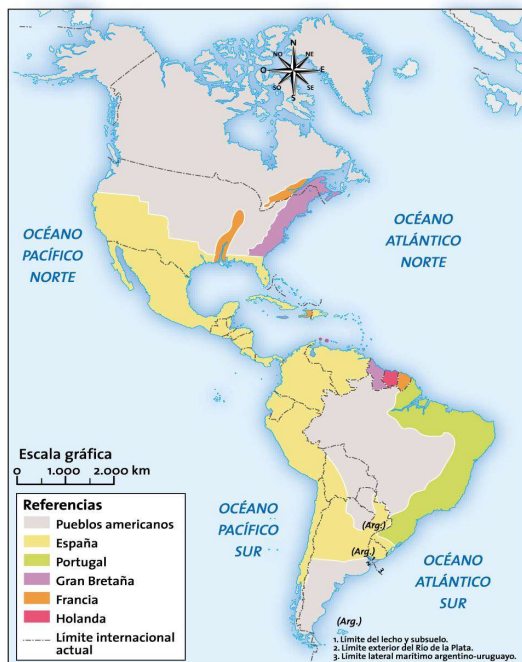 N
NO
NE
O
E
SO
SE
S
OCÉANO
PACÍFICO
NORTE
OCÉANO
ATLÁNTICO
NORTE
Escala gráfica
0 1.000 2.000 km
Referencias
Pueblos americanos
España
Portugal
Gran Bretaña
Francia
Holanda
Límite internacional
actual
OCÉANO
PACÍFICO
SUR
(Arg.)
(Arg.)
3
OCÉANO
ATLÁNTICO
SUR
(Arg.)
1. Límite del lecho y subsuelo.
2. Límite exterior del Río de la Plata.
3. Límite lateral marítimo argentino-uruguayo.